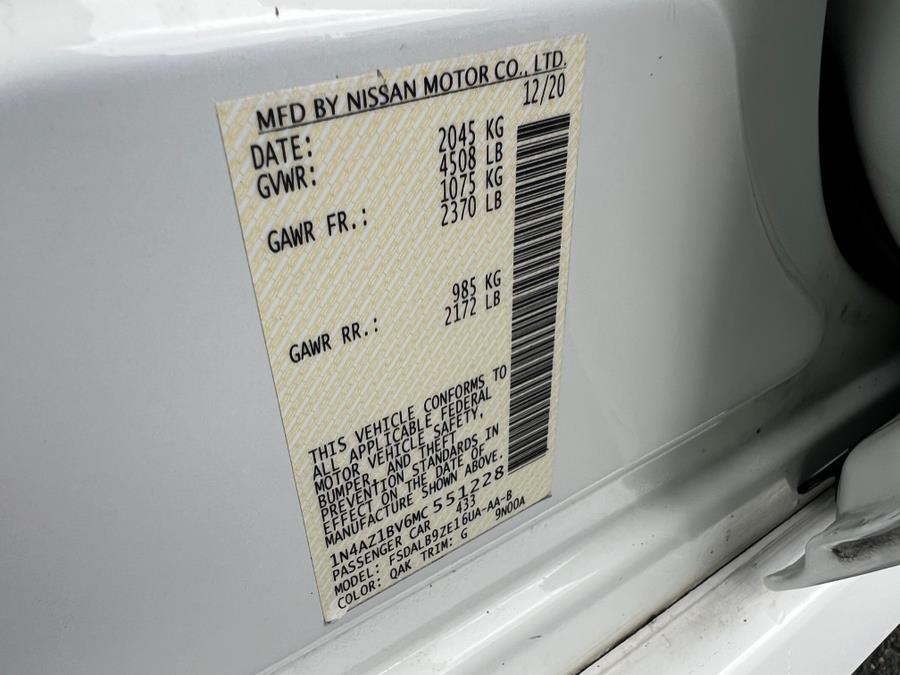 MFD BY NISSAN MOTOR CO., LTD.
DATE: 12/20
GVWR: 2045 KG
4508 LB
GAWR FR.: 1075 KG
2370 LB
GAWR RR.: 985 KG
2172 LB
THIS VEHICLE CONFORMS TO
ALL APPLICABLE FEDERAL
MOTOR VEHICLE SAFETY,
BUMPER, AND THEFT
PREVENTION STANDARDS IN
EFFECT ON THE DATE OF
MANUFACTURE SHOWN ABOVE.
1N4AZ1BV6MC551228
PASSENGER CAR 433
MODEL: FSDALB9ZE16UA-AA-B
COLOR: QAK TRIM: G 9N00A